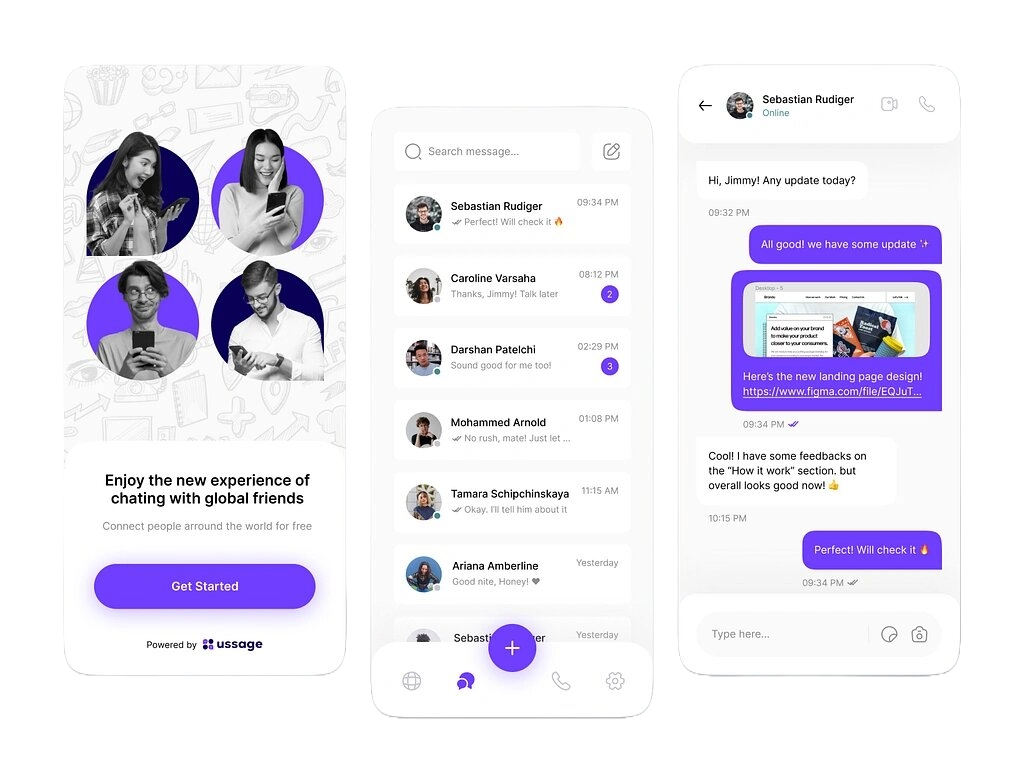 Enjoy the new experience of
chating with global friends
Connect people arround the world for free
Get Started
Powered by ussage
Search message...
Sebastian Rudiger
09:34 PM
Perfect! Will check it 🔥
Caroline Varsaha
08:12 PM
Thanks, Jimmy! Talk later
2
Darshan Patelchi
02:29 PM
Sound good for me too!
3
Mohammed Arnold
01:08 PM
No rush, mate! Just let ...
Tamara Schipchinskaya
11:15 AM
Okay. I'll tell him about it
Ariana Amberline
Yesterday
Good nite, Honey! ♥
Yesterday
Sebastian Rudiger
Online
Hi, Jimmy! Any update today?
09:32 PM
All good! we have some update ✨
Desktop - 5
Add value on your brand
to make your product
closer to your consumers.
Here's the new landing page design!
https://www.figma.com/file/EQJuT...
09:34 PM
Cool! I have some feedbacks on
the “How it work” section. but
overall looks good now! 👍
10:15 PM
Perfect! Will check it 🔥
09:34 PM
Type here...